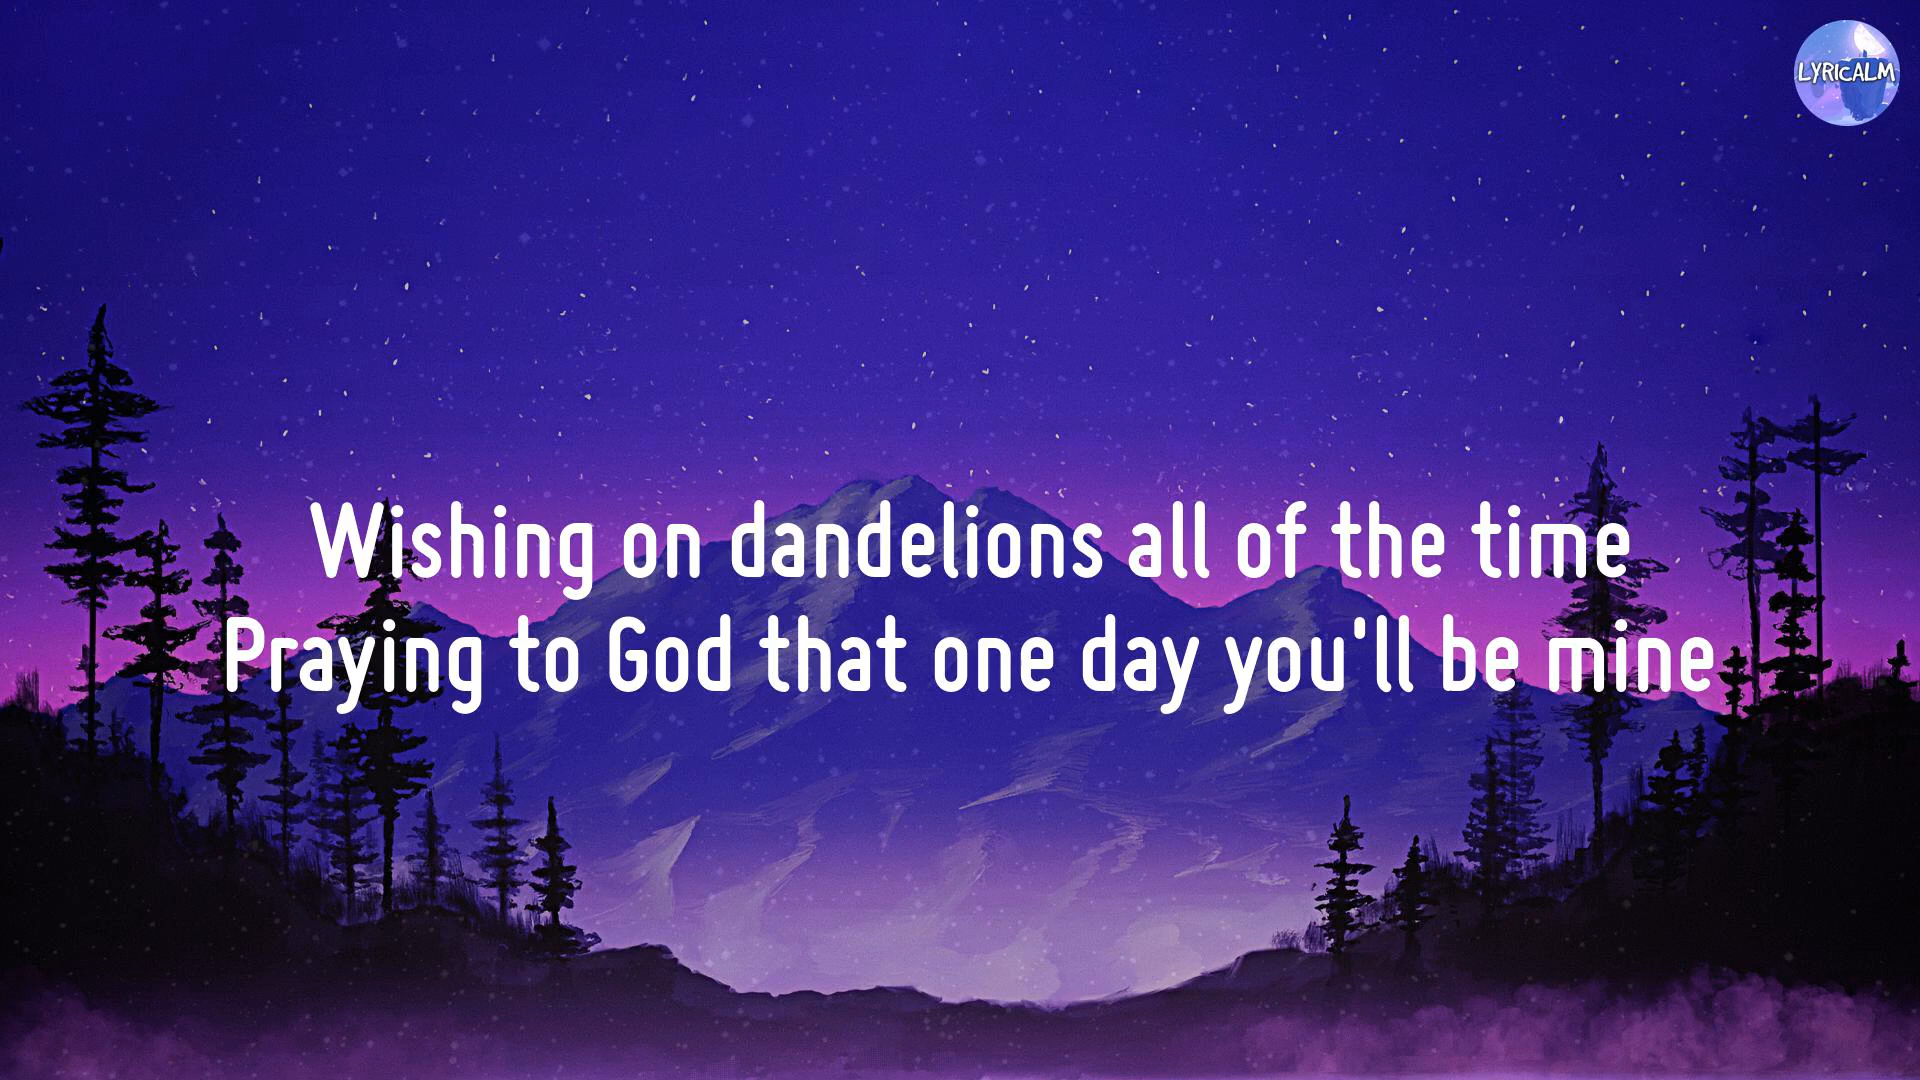 LYRICALM
Wishing on dandelions all of the time
Praying to God that one day you'll be mine